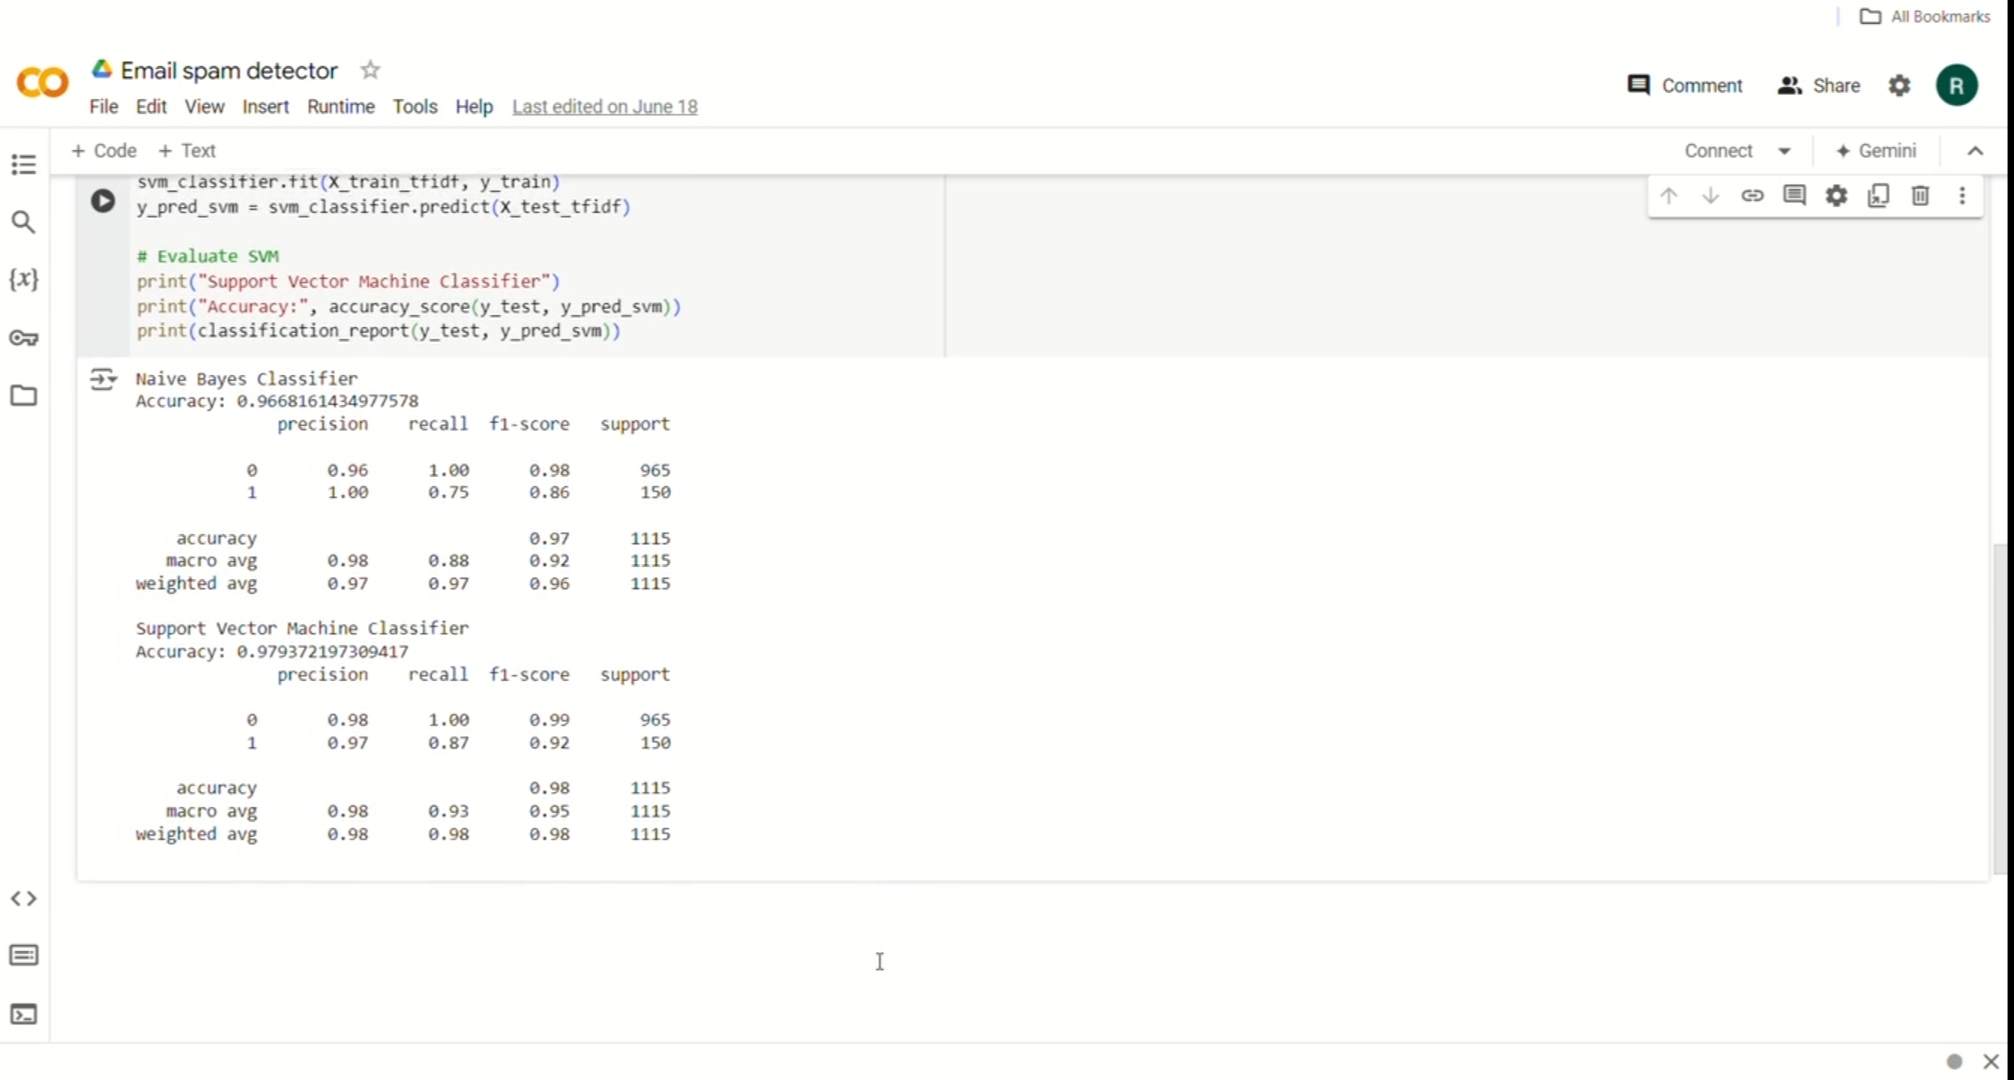 All Bookmarks
Email spam detector
Comment Share R
File Edit View Insert Runtime Tools Help Last edited on June 18
+ Code + Text Connect Gemini
svm_classifier.fit(X_train_tfidf, y_train)
y_pred_svm = svm_classifier.predict(X_test_tfidf)
# Evaluate SVM
print("Support Vector Machine Classifier")
print("Accuracy:", accuracy_score(y_test, y_pred_svm))
print(classification_report(y_test, y_pred_svm))
Naive Bayes Classifier
Accuracy: 0.9668161434977578
precision recall f1-score support
0 0.96 1.00 0.98 965
1 1.00 0.75 0.86 150
accuracy 0.97 1115
macro avg 0.98 0.88 0.92 1115
weighted avg 0.97 0.97 0.96 1115
Support Vector Machine Classifier
Accuracy: 0.979372197309417
precision recall f1-score support
0 0.98 1.00 0.99 965
1 0.97 0.87 0.92 150
accuracy 0.98 1115
macro avg 0.98 0.93 0.95 1115
weighted avg 0.98 0.98 0.98 1115